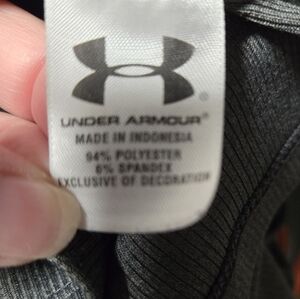 UNDER ARMOUR®
MADE IN INDONESIA
94% POLYESTER
6% SPANDEX
EXCLUSIVE OF DECORATION